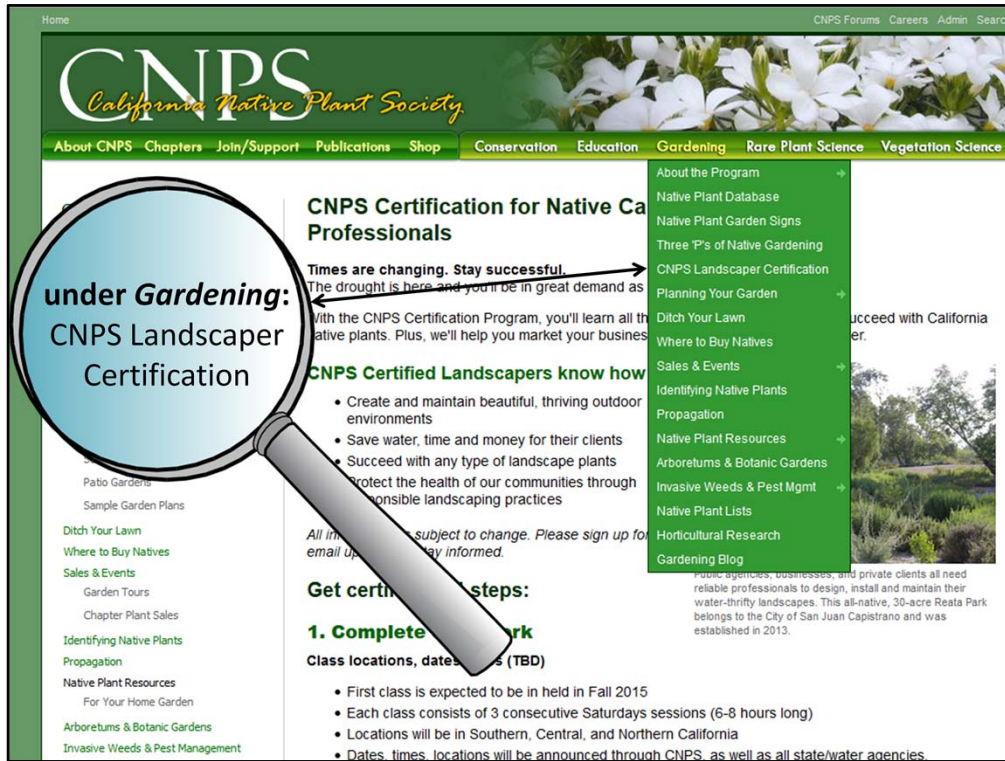 Home
CNPS Forums Careers Admin Searc
CNPS
California Native Plant Society
About CNPS Chapters Join/Support Publications Shop Conservation Education Gardening Rare Plant Science Vegetation Science
About the Program
Native Plant Database
Native Plant Garden Signs
Three 'P's of Native Gardening
CNPS Landscaper Certification
Planning Your Garden
Ditch Your Lawn
Where to Buy Natives
Sales & Events
Identifying Native Plants
Propagation
Native Plant Resources
Arboretums & Botanic Gardens
Invasive Weeds & Pest Mgmt
Native Plant Lists
Horticultural Research
Gardening Blog
under Gardening:
CNPS Landscaper
Certification
Patio Gardens
Sample Garden Plans
Ditch Your Lawn
Where to Buy Natives
Sales & Events
Garden Tours
Chapter Plant Sales
Identifying Native Plants
Propagation
Native Plant Resources
For Your Home Garden
Arboretums & Botanic Gardens
Invasive Weeds & Pest Management
CNPS Certification for Native Ca
Professionals
Times are changing. Stay successful.
The drought is here and you'll be in great demand as
With the CNPS Certification Program, you'll learn all th ucceed with California
native plants. Plus, we'll help you market your busines er.
CNPS Certified Landscapers know how
• Create and maintain beautiful, thriving outdoor
environments
• Save water, time and money for their clients
• Succeed with any type of landscape plants
• Protect the health of our communities through
responsible landscaping practices
All in subject to change. Please sign up for
email up ay informed.
Public agencies, businesses, and private clients all need
reliable professionals to design, install and maintain their
water-thrifty landscapes. This all-native, 30-acre Reata Park
belongs to the City of San Juan Capistrano and was
established in 2013.
Get certi steps:
1. Complete rk
Class locations, dates (TBD)
• First class is expected to be in held in Fall 2015
• Each class consists of 3 consecutive Saturdays sessions (6-8 hours long)
• Locations will be in Southern, Central, and Northern California
• Dates, times, locations will be announced through CNPS, as well as all state/water agencies.